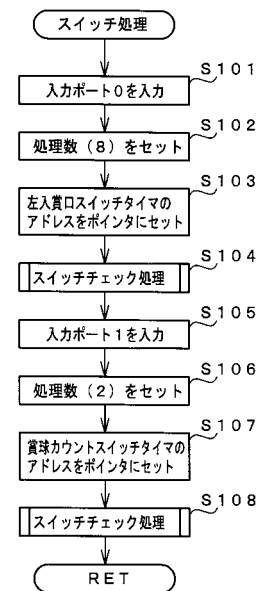 スイッチ処理
S101
入力ポート0を入力
S102
処理数(8)をセット
S103
左入賞口スイッチタイマの
アドレスをポインタにセット
S104
スイッチチェック処理
S105
入力ポート1を入力
S106
処理数(2)をセット
S107
賞球カウントスイッチタイマの
アドレスをポインタにセット
S108
スイッチチェック処理
RET